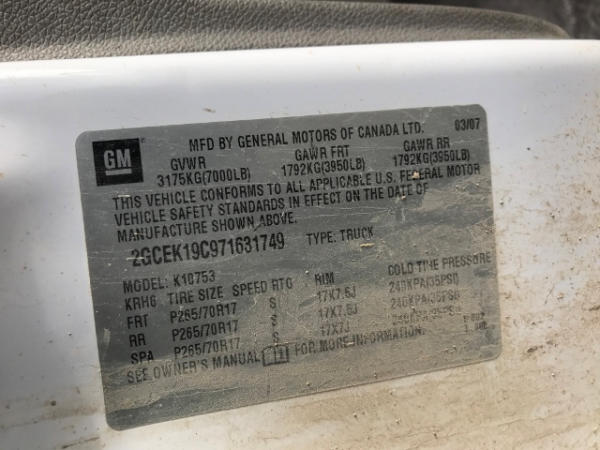 GM
MFD BY GENERAL MOTORS OF CANADA LTD. 03/07
GVWR GAWR FRT GAWR RR
3175KG(7000LB) 1792KG(3950LB) 1792KG(3950LB)
THIS VEHICLE CONFORMS TO ALL APPLICABLE U.S. FEDERAL MOTOR
VEHICLE SAFETY STANDARDS IN EFFECT ON THE DATE OF
MANUFACTURE SHOWN ABOVE.
2GCEK19C971631749 TYPE: TRUCK
MODEL: K10753
KRHG TIRE SIZE SPEED RTG RIM COLD TIRE PRESSURE
FRT P265/70R17 S 17X7.5J 240KPA(35PSI)
RR P265/70R17 S 17X7.5J 240KPA(35PSI)
SPA P265/70R17 S 17X7J
SEE OWNER'S MANUAL FOR MORE INFORMATION.